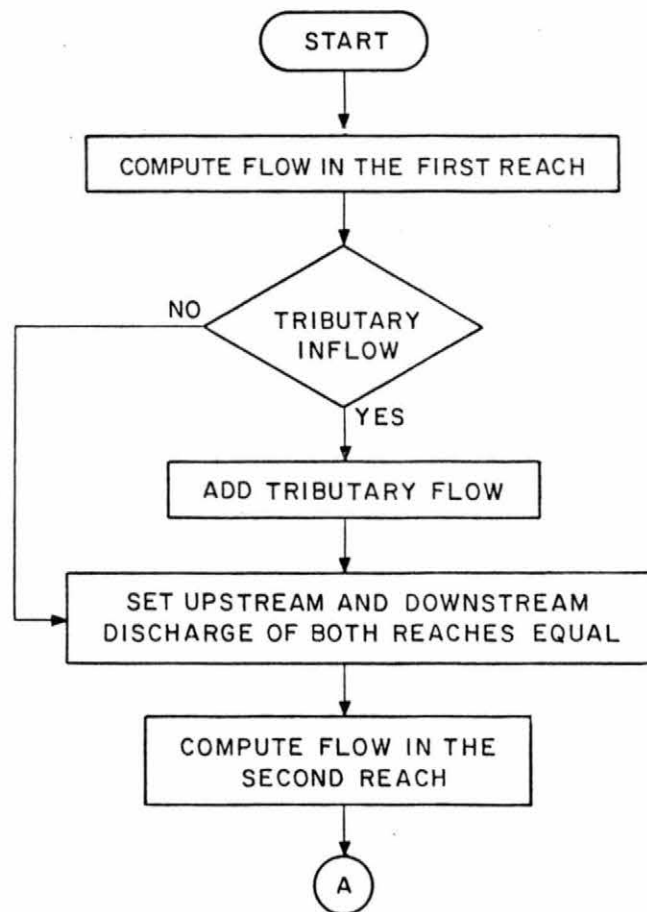 START
COMPUTE FLOW IN THE FIRST REACH
NO
TRIBUTARY
INFLOW
YES
ADD TRIBUTARY FLOW
SET UPSTREAM AND DOWNSTREAM
DISCHARGE OF BOTH REACHES EQUAL
COMPUTE FLOW IN THE
SECOND REACH
A